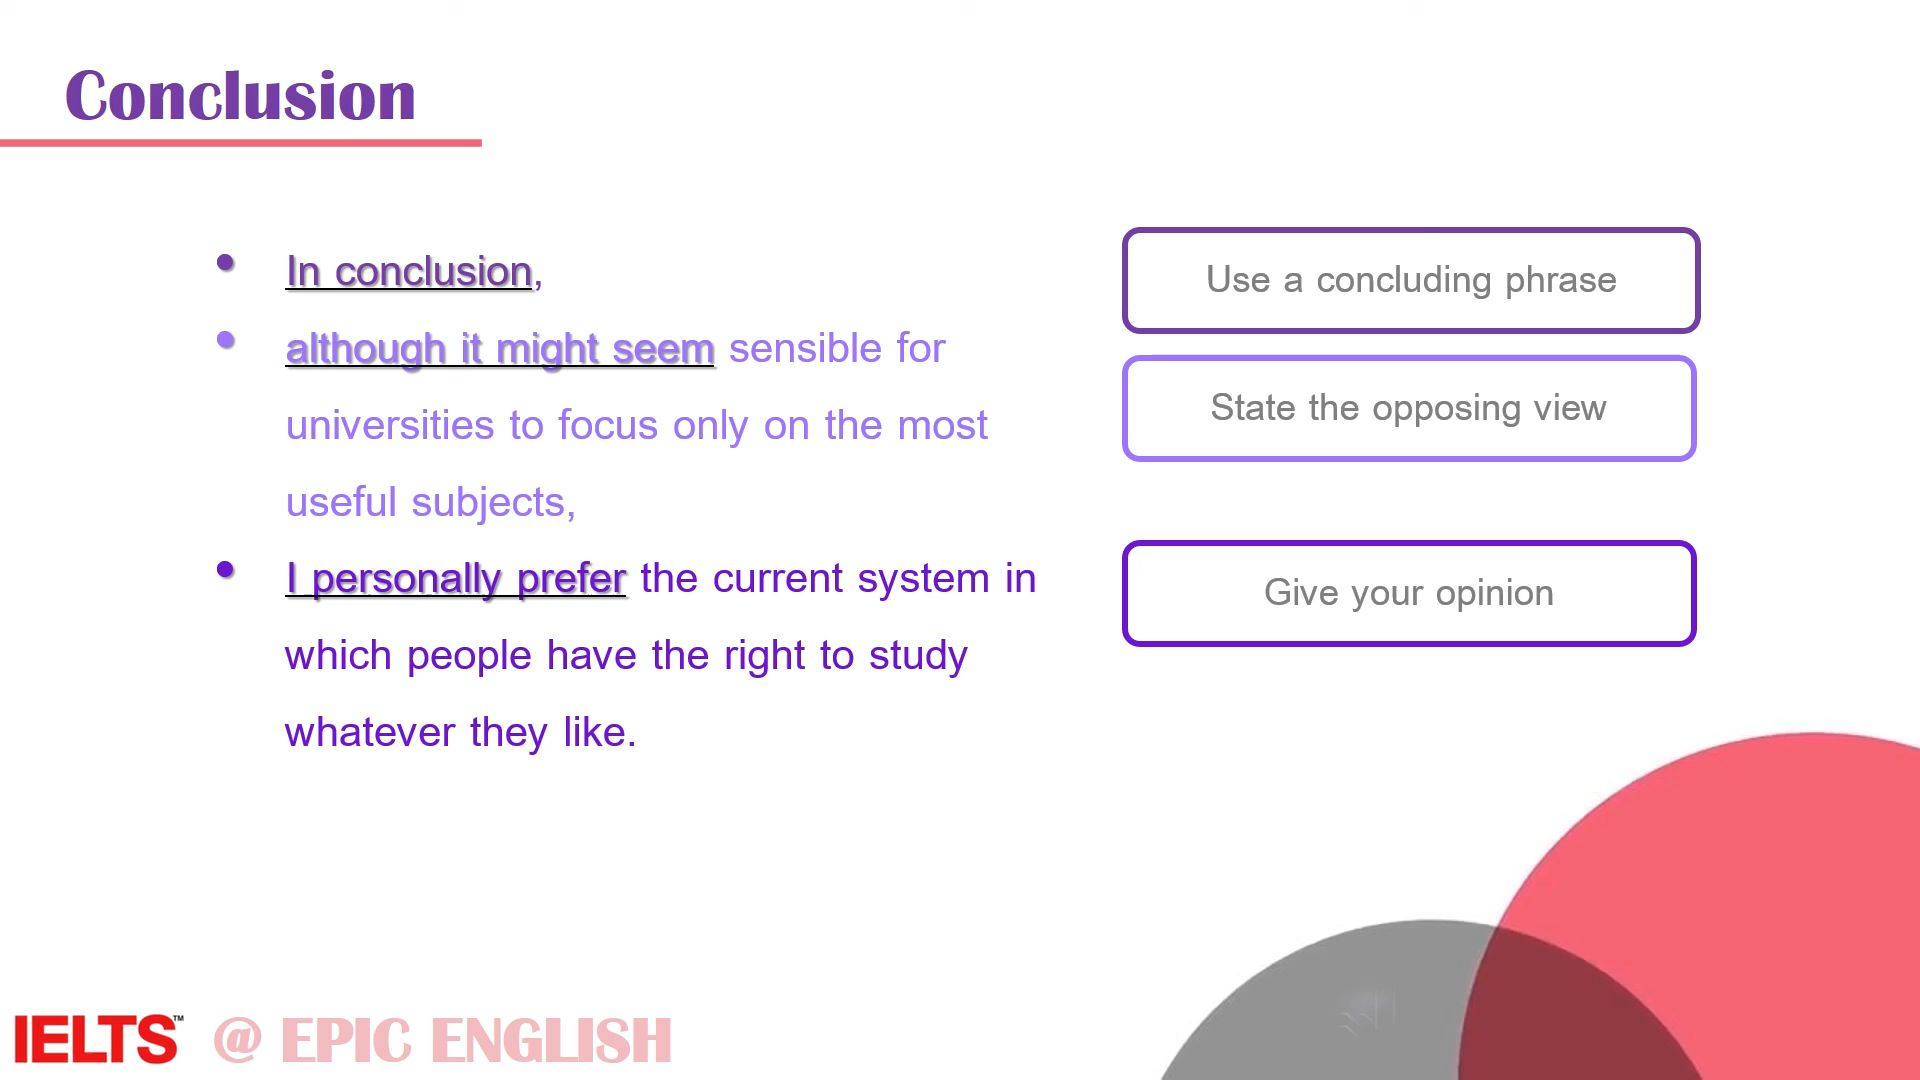 Conclusion
• In conclusion,
• although it might seem sensible for
universities to focus only on the most
useful subjects,
• I personally prefer the current system in
which people have the right to study
whatever they like.
Use a concluding phrase
State the opposing view
Give your opinion
IELTS™ @ EPIC ENGLISH